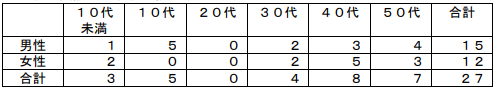 １０代未満 １０代 ２０代 ３０代 ４０代 ５０代 合計
男性 1 5 0 2 3 4 １５
女性 2 0 0 2 5 3 １２
合計 3 5 0 4 8 7 ２７